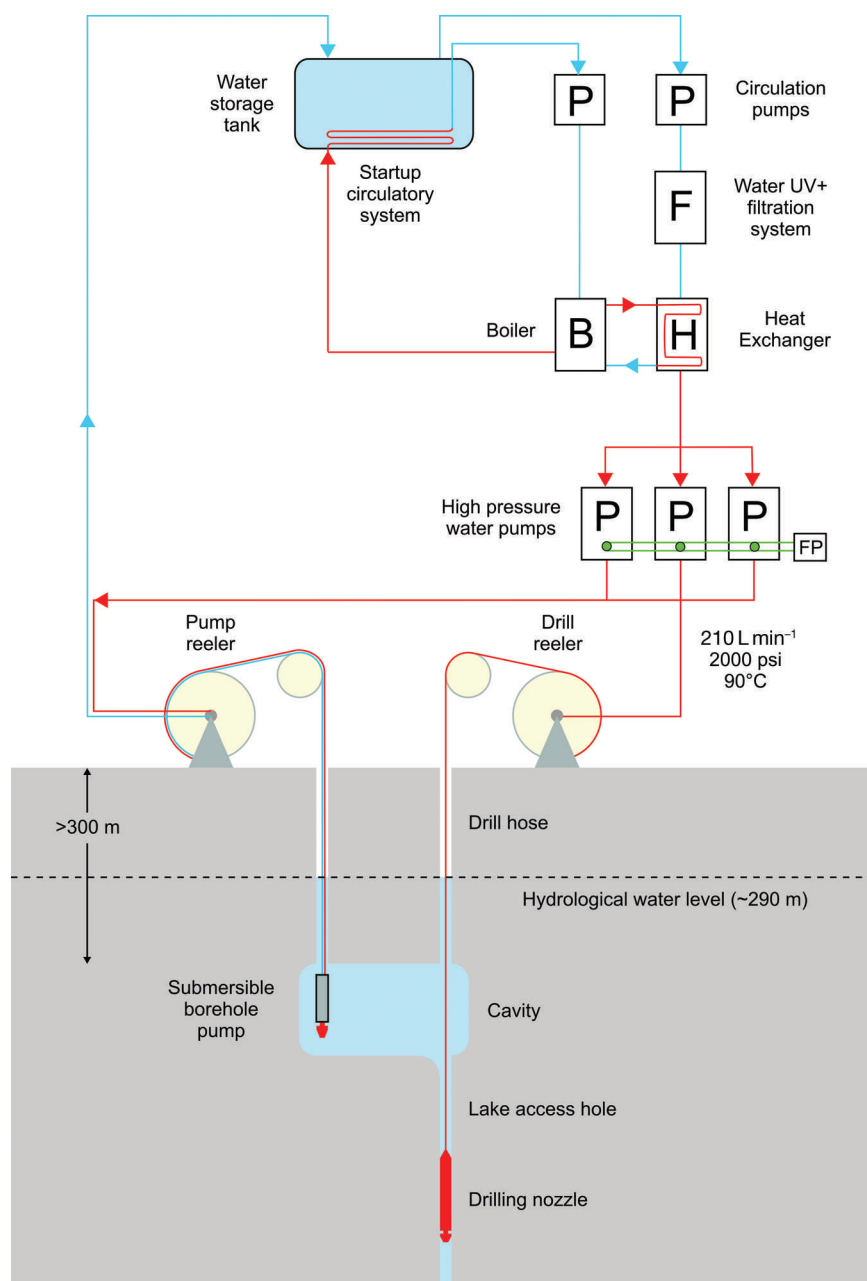 Water
storage
tank
P
P
Circulation
pumps
Startup
circulatory
system
F
Water UV+
filtration
system
Boiler
B
H
Heat
Exchanger
High pressure
water pumps
P
P
P
FP
Pump
reeler
Drill
reeler
210 L min⁻¹
2000 psi
90°C
>300 m
Drill hose
Hydrological water level (~290 m)
Submersible
borehole
pump
Cavity
Lake access hole
Drilling nozzle